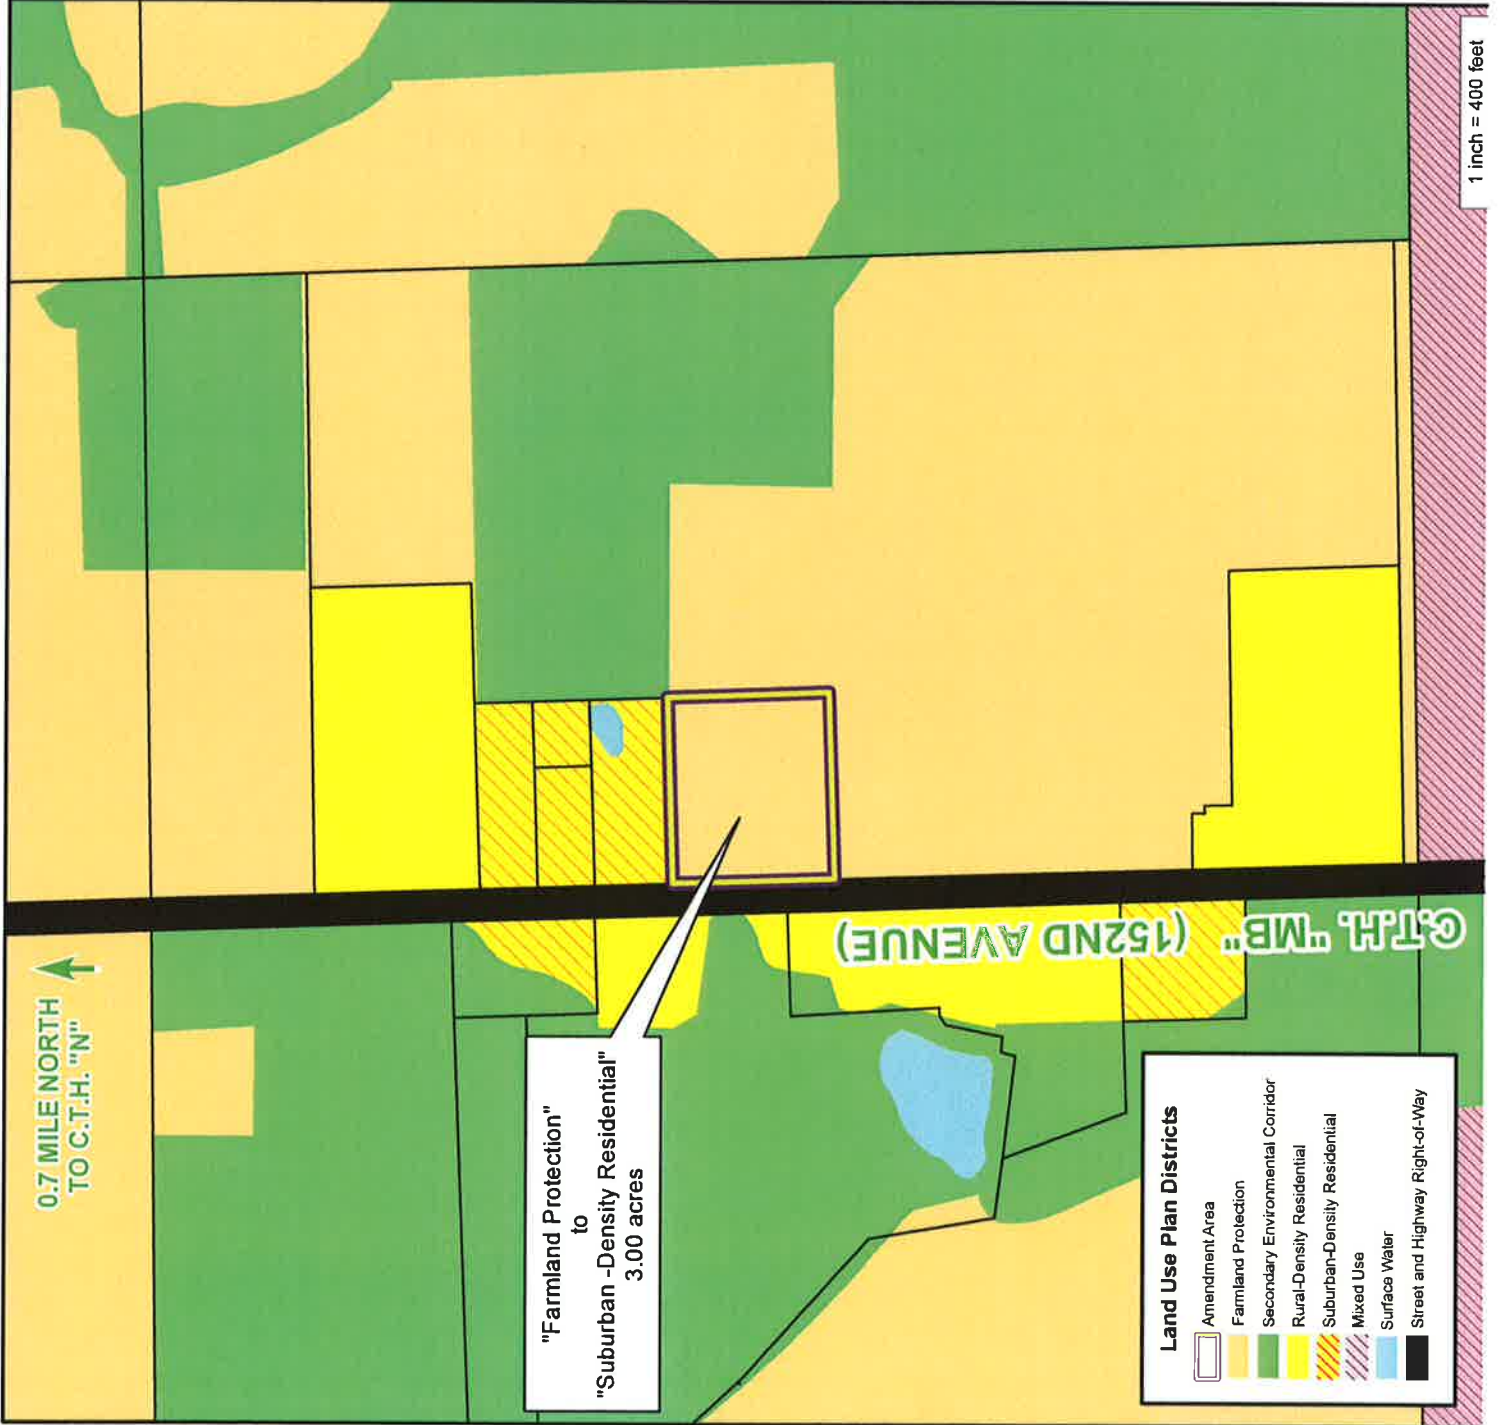 0.7 MILE NORTH
TO C.T.H. "N"
"Farmland Protection"
to
"Suburban -Density Residential"
3.00 acres
C.T.H. "MB" (152ND AVENUE)
Land Use Plan Districts
Amendment Area
Farmland Protection
Secondary Environmental Corridor
Rural-Density Residential
Suburban-Density Residential
Mixed Use
Surface Water
Street and Highway Right-of-Way
1 inch = 400 feet